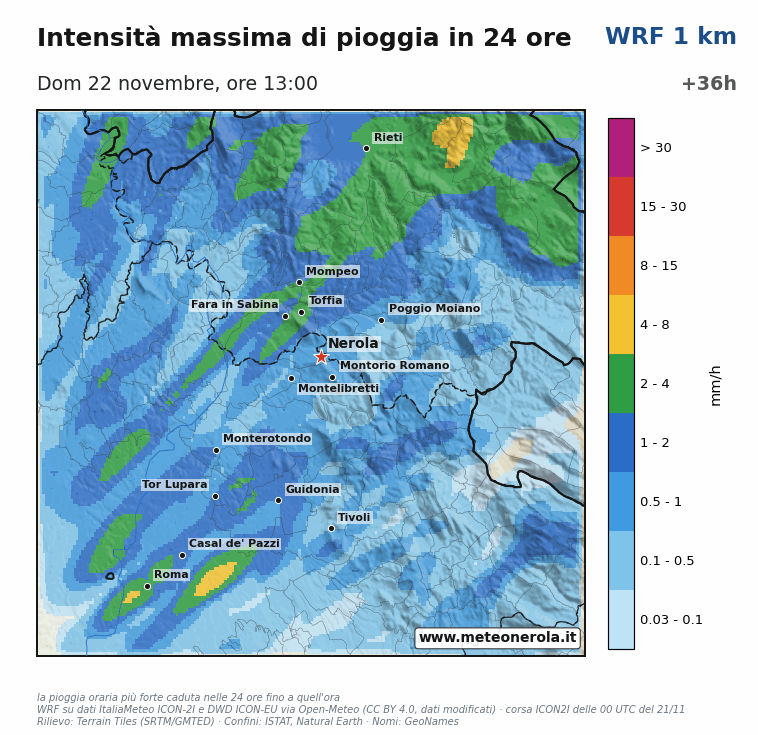 Intensità massima di pioggia in 24 ore
WRF 1 km
Dom 22 novembre, ore 13:00
+36h
Rieti
Mompeo
Fara in Sabina
Toffia
Poggio Moiano
Nerola
Montorio Romano
Montelibretti
Monterotondo
Tor Lupara
Guidonia
Tivoli
Casal de' Pazzi
Roma
www.meteonerola.it
> 30
15 - 30
8 - 15
4 - 8
2 - 4
1 - 2
0.5 - 1
0.1 - 0.5
0.03 - 0.1
mm/h
la pioggia oraria più forte caduta nelle 24 ore fino a quell'ora
WRF su dati ItaliaMeteo ICON-2I e DWD ICON-EU via Open-Meteo (CC BY 4.0, dati modificati) · corsa ICON2I delle 00 UTC del 21/11
Rilievo: Terrain Tiles (SRTM/GMTED) · Confini: ISTAT, Natural Earth · Nomi: GeoNames